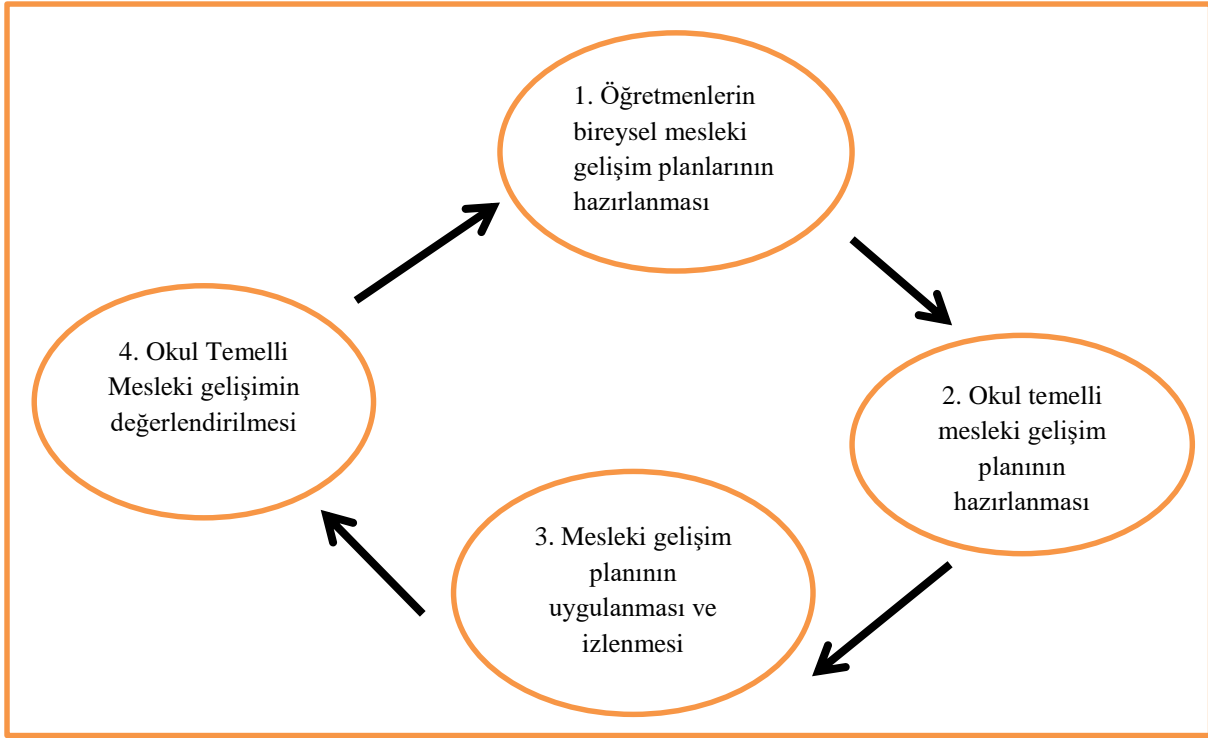 1. Öğretmenlerin
bireysel mesleki
gelişim planlarının
hazırlanması
2. Okul temelli
mesleki gelişim
planının
hazırlanması
3. Mesleki gelişim
planının
uygulanması ve
izlenmesi
4. Okul Temelli
Mesleki gelişimin
değerlendirilmesi